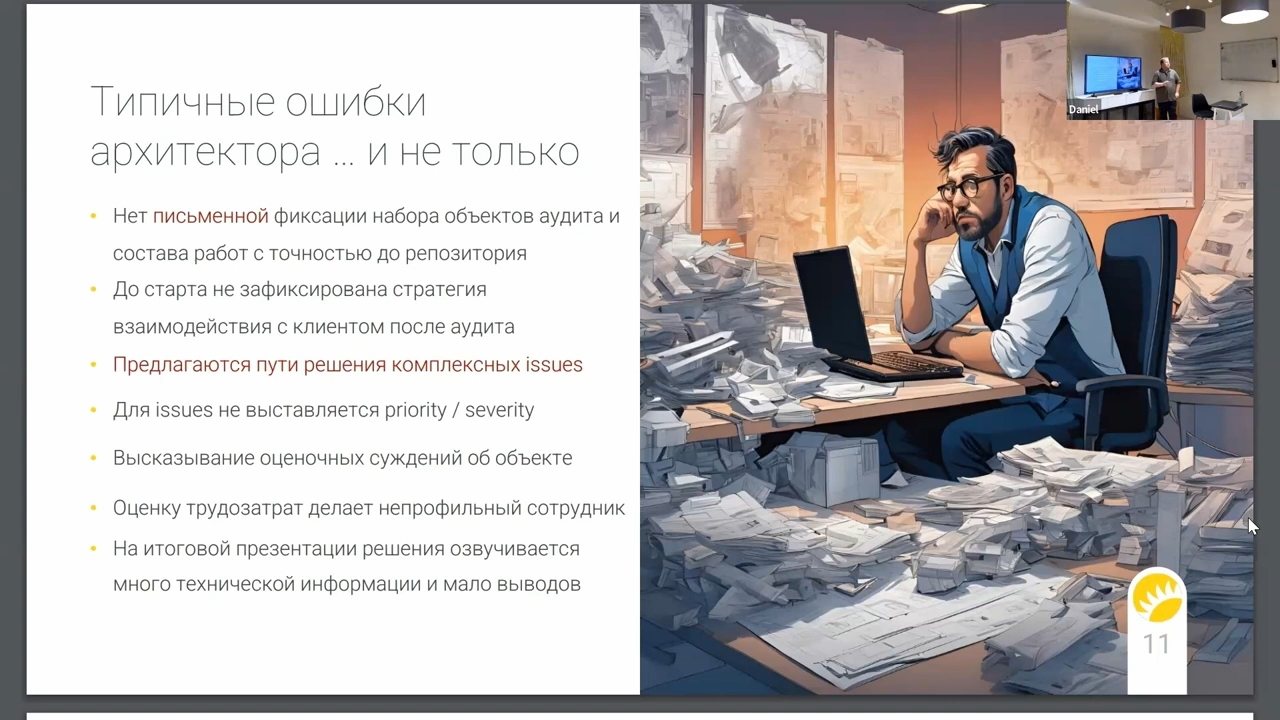 Типичные ошибки
архитектора ... и не только
• Нет письменной фиксации набора объектов аудита и
состава работ с точностью до репозитория
• До старта не зафиксирована стратегия
взаимодействия с клиентом после аудита
• Предлагаются пути решения комплексных issues
• Для issues не выставляется priority / severity
• Высказывание оценочных суждений об объекте
• Оценку трудозатрат делает непрофильный сотрудник
• На итоговой презентации решения озвучивается
много технической информации и мало выводов
Daniel
11